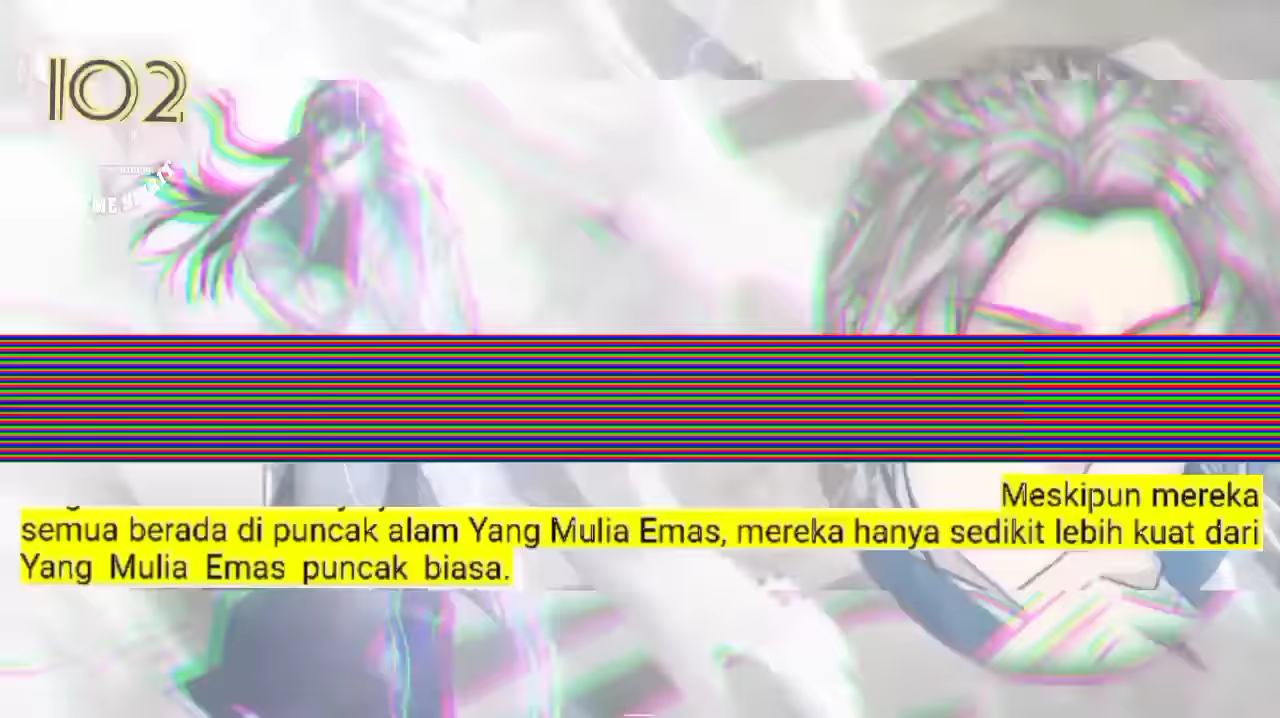 102
Meskipun mereka
semua berada di puncak alam Yang Mulia Emas, mereka hanya sedikit lebih kuat dari
Yang Mulia Emas puncak biasa.